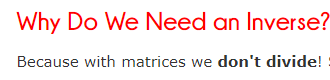 Why Do We Need an Inverse?
Because with matrices we don't divide!